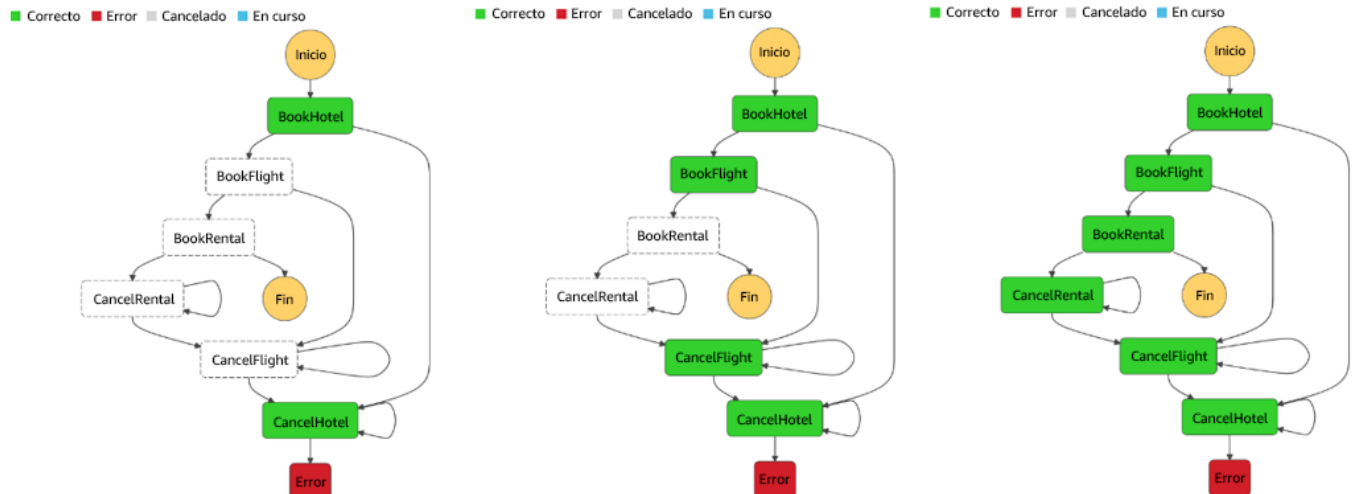 Correcto Error Cancelado En curso
Inicio
BookHotel
BookFlight
BookRental
CancelRental
Fin
CancelFlight
CancelHotel
Error
Correcto Error Cancelado En curso
Inicio
BookHotel
BookFlight
BookRental
CancelRental
Fin
CancelFlight
CancelHotel
Error
Correcto Error Cancelado En curso
Inicio
BookHotel
BookFlight
BookRental
CancelRental
Fin
CancelFlight
CancelHotel
Error